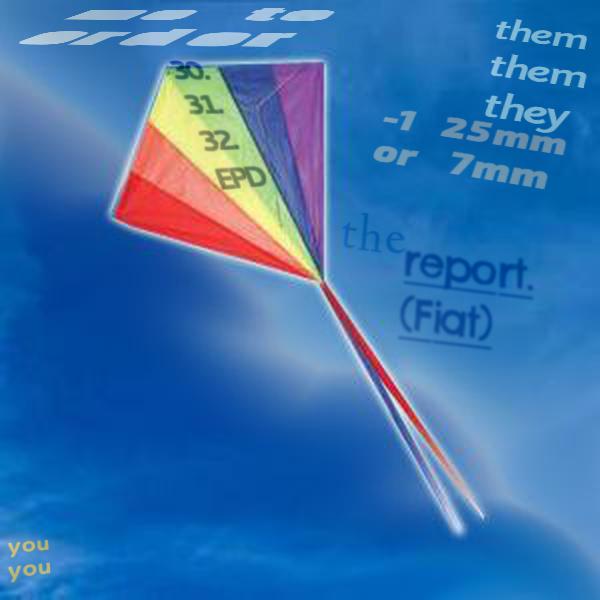 no to
order
them
them
they
-1 25mm
or 7mm
30.
31.
32.
EPD
the
report.
(Fiat)
you
you